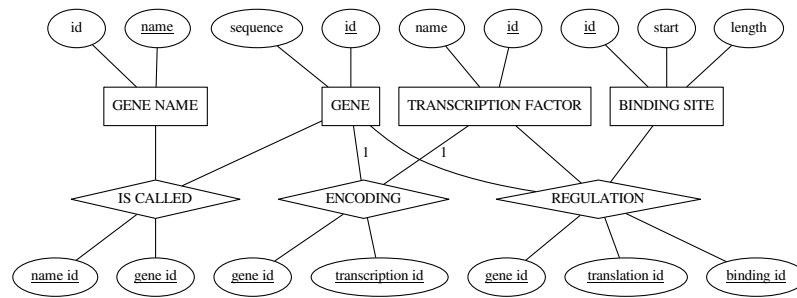 id
name
sequence
id
name
id
id
start
length
GENE NAME
GENE
TRANSCRIPTION FACTOR
BINDING SITE
1
1
IS CALLED
ENCODING
REGULATION
name id
gene id
gene id
transcription id
gene id
translation id
binding id